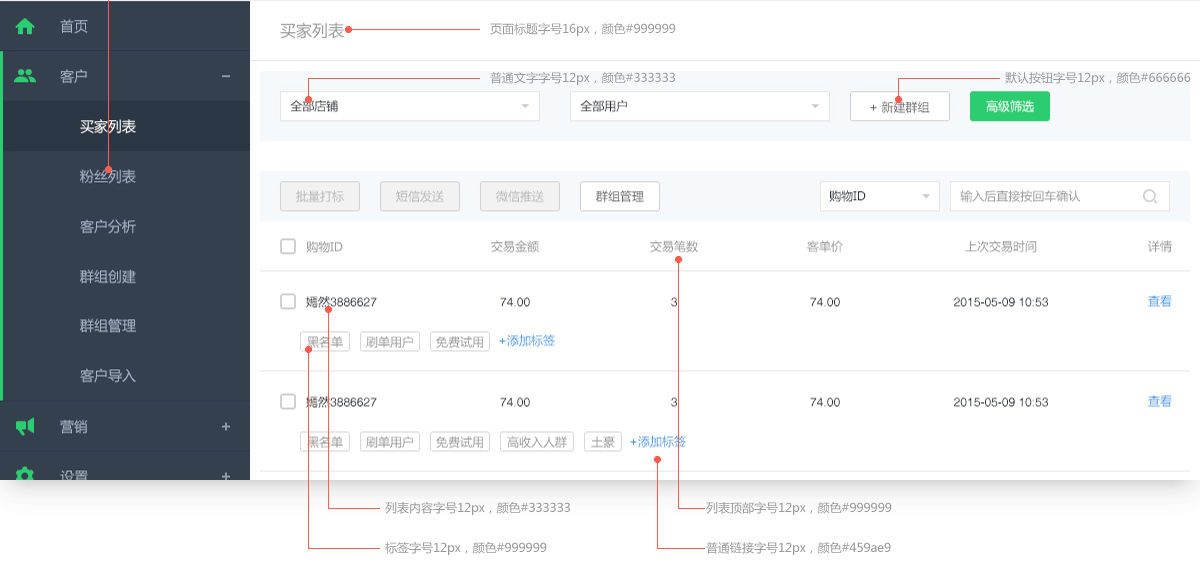 首页
客户
买家列表
粉丝列表
客户分析
群组创建
群组管理
客户导入
营销
设置
买家列表
页面标题字号16px，颜色#999999
普通文字字号12px，颜色#333333
默认按钮字号12px，颜色#666666
全部店铺 全部用户 + 新建群组 高级筛选
批量打标 短信发送 微信推送 群组管理 购物ID 输入后直接按回车确认
购物ID 交易金额 交易笔数 客单价 上次交易时间 详情
嫣然3886627 74.00 3 74.00 2015-05-09 10:53 查看
黑名单 刷单用户 免费试用 +添加标签
嫣然3886627 74.00 3 74.00 2015-05-09 10:53 查看
黑名单 刷单用户 免费试用 高收入人群 土豪 +添加标签
列表内容字号12px，颜色#333333 列表顶部字号12px，颜色#999999
标签字号12px，颜色#999999 普通链接字号12px，颜色#459ae9